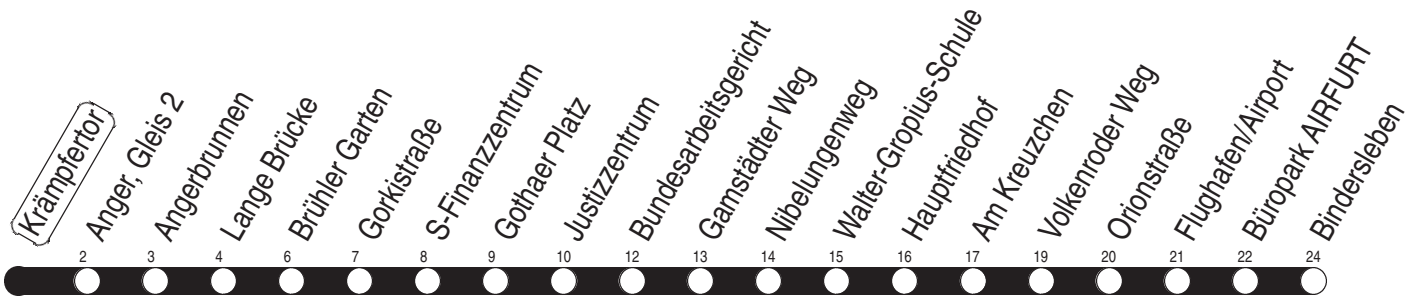 Krämpfertor
Anger, Gleis 2
Angerbrunnen
Lange Brücke
Brühler Garten
Gorkistraße
S-Finanzzentrum
Gothaer Platz
Justizzentrum
Bundesarbeitsgericht
Gamstädter Weg
Nibelungenweg
Walter-Gropius-Schule
Hauptfriedhof
Am Kreuzchen
Volkenroder Weg
Orionstraße
Flughafen/Airport
Büropark AIRFURT
Bindersleben
2 3 4 6 7 8 9 10 12 13 14 15 16 17 19 20 21 22 24